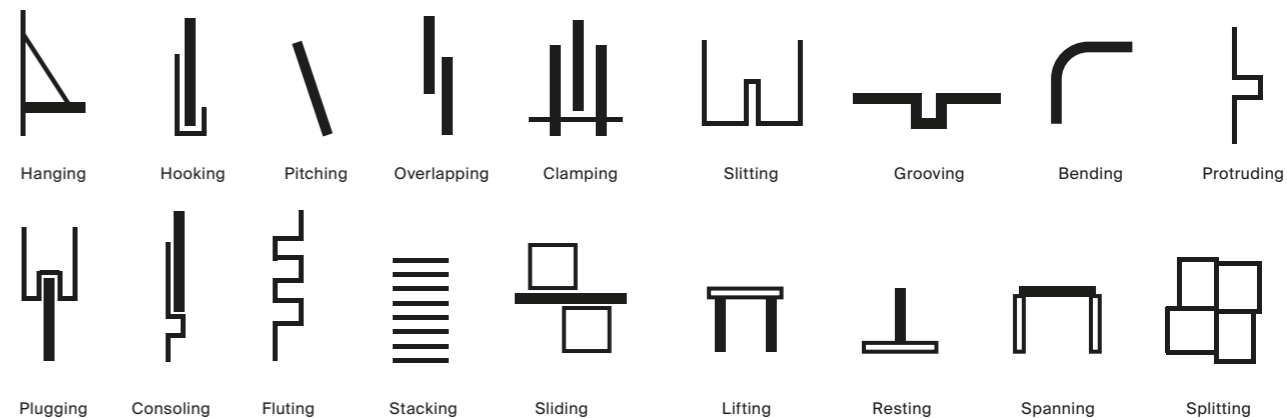 Hanging Hooking Pitching Overlapping Clamping Slitting Grooving Bending Protruding
Plugging Consoling Fluting Stacking Sliding Lifting Resting Spanning Splitting